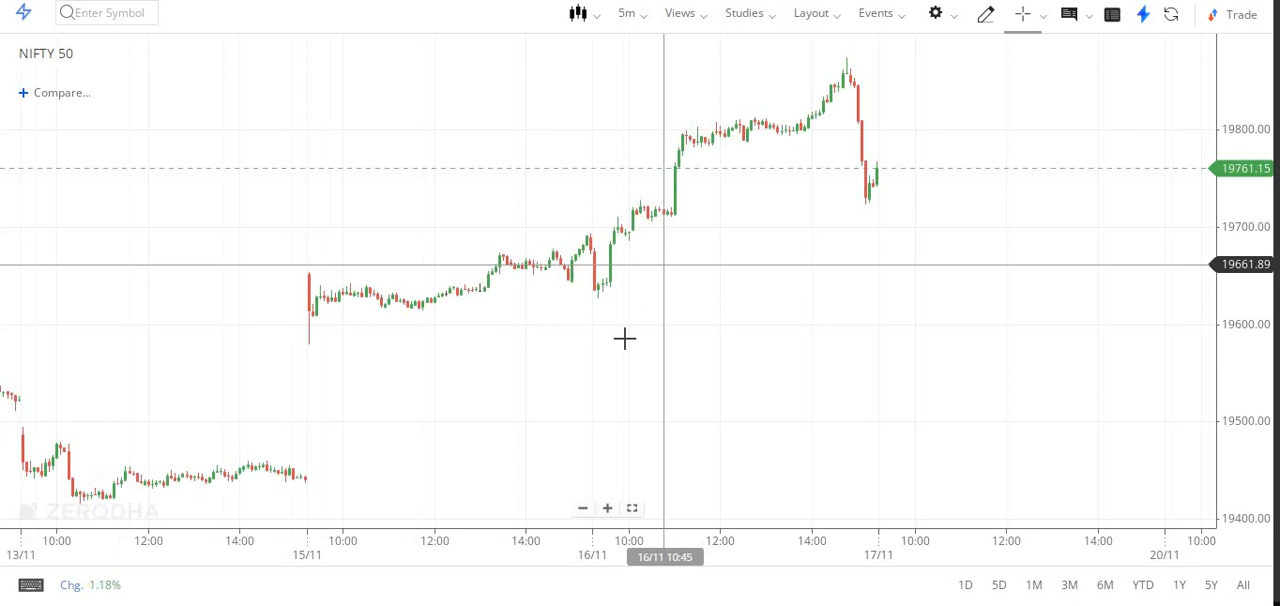 Enter Symbol 5m Views Studies Layout Events Trade
NIFTY 50
+ Compare...
19800.00
19761.15
19700.00
19661.89
19600.00
19500.00
19400.00
ZERODHA
10:00 12:00 14:00 10:00 12:00 14:00 10:00 12:00 14:00 10:00 12:00 14:00 10:00
13/11 15/11 16/11 16/11 10:45 17/11 20/11
Chg. 1.18% 1D 5D 1M 3M 6M YTD 1Y 5Y All